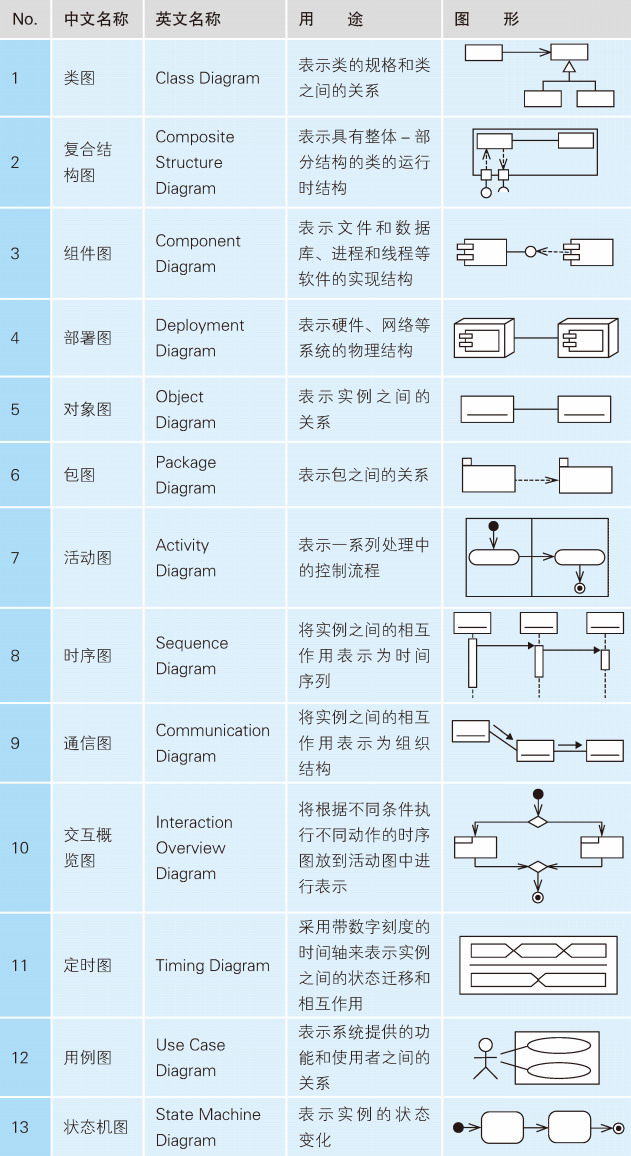 No. 中文名称 英文名称 用 途 图 形
1 类图 Class Diagram 表示类的规格和类
之间的关系
2 复合结
构图 Composite
Structure
Diagram 表示具有整体 – 部
分结构的类的运行
时结构
3 组件图 Component
Diagram 表示文件和数据
库、进程和线程等
软件的实现结构
4 部署图 Deployment
Diagram 表示硬件、网络等
系统的物理结构
5 对象图 Object
Diagram 表示实例之间的
关系
6 包图 Package
Diagram 表示包之间的关系
7 活动图 Activity
Diagram 表示一系列处理中
的控制流程
8 时序图 Sequence
Diagram 将实例之间的相互
作用表示为时间
序列
9 通信图 Communication
Diagram 将实例之间的相互
作用表示为组织
结构
10 交互概
览图 Interaction
Overview
Diagram 将根据不同条件执
行不同动作的时序
图放到活动图中进
行表示
11 定时图 Timing Diagram 采用带数字刻度的
时间轴来表示实例
之间的状态迁移和
相互作用
12 用例图 Use Case
Diagram 表示系统提供的功
能和使用者之间的
关系
13 状态机图 State Machine
Diagram 表示实例的状态
变化